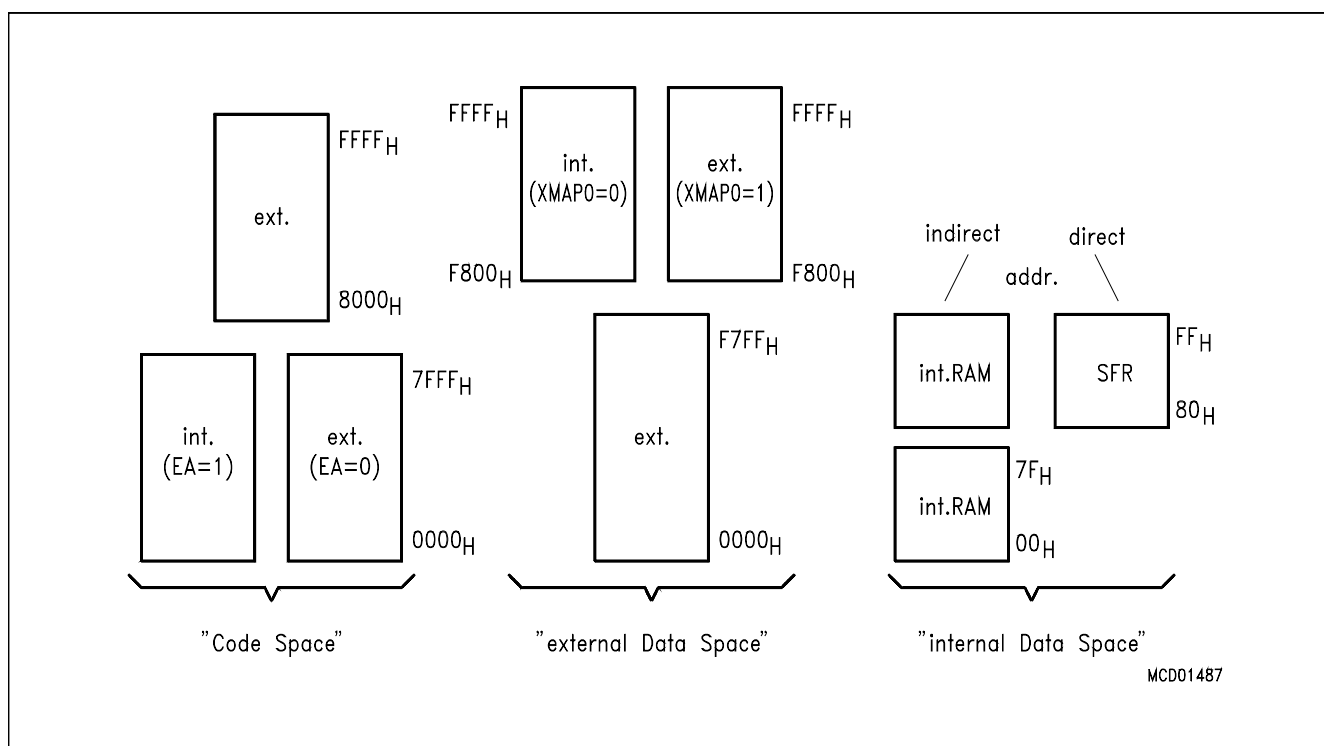 FFFFH
ext.
8000H
int.
(EA=1)
ext.
(EA=0)
7FFFH
0000H
"Code Space"
FFFFH
int.
(XMAP0=0)
F800H
ext.
(XMAP0=1)
FFFFH
F800H
F7FFH
ext.
0000H
"external Data Space"
indirect
direct
addr.
int.RAM
SFR
FFH
80H
int.RAM
7FH
00H
"internal Data Space"
MCD01487